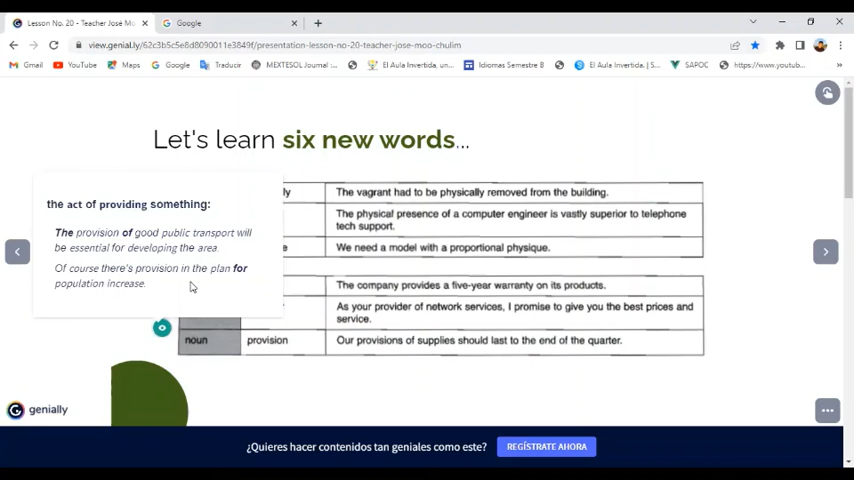 Lesson No. 20 - Teacher José Mo
Google
view.genial.ly/62c3b5c5e8d8090011e3849f/presentation-lesson-no-20-teacher-jose-moo-chulim
Gmail
YouTube
Maps
Google
Traducir
MEXTESOL Journal :...
El Aula Invertida, un...
Idiomas Semestre B
El Aula Invertida. | S...
SAPOC
https://www.youtub...
Let's learn six new words...
the act of providing something:
The provision of good public transport will
be essential for developing the area.
Of course there's provision in the plan for
population increase.
ly
The vagrant had to be physically removed from the building.
The physical presence of a computer engineer is vastly superior to telephone
tech support.
e
We need a model with a proportional physique.
The company provides a five-year warranty on its products.
As your provider of network services, I promise to give you the best prices and
service.
noun
provision
Our provisions of supplies should last to the end of the quarter.
genially
¿Quieres hacer contenidos tan geniales como este?
REGÍSTRATE AHORA